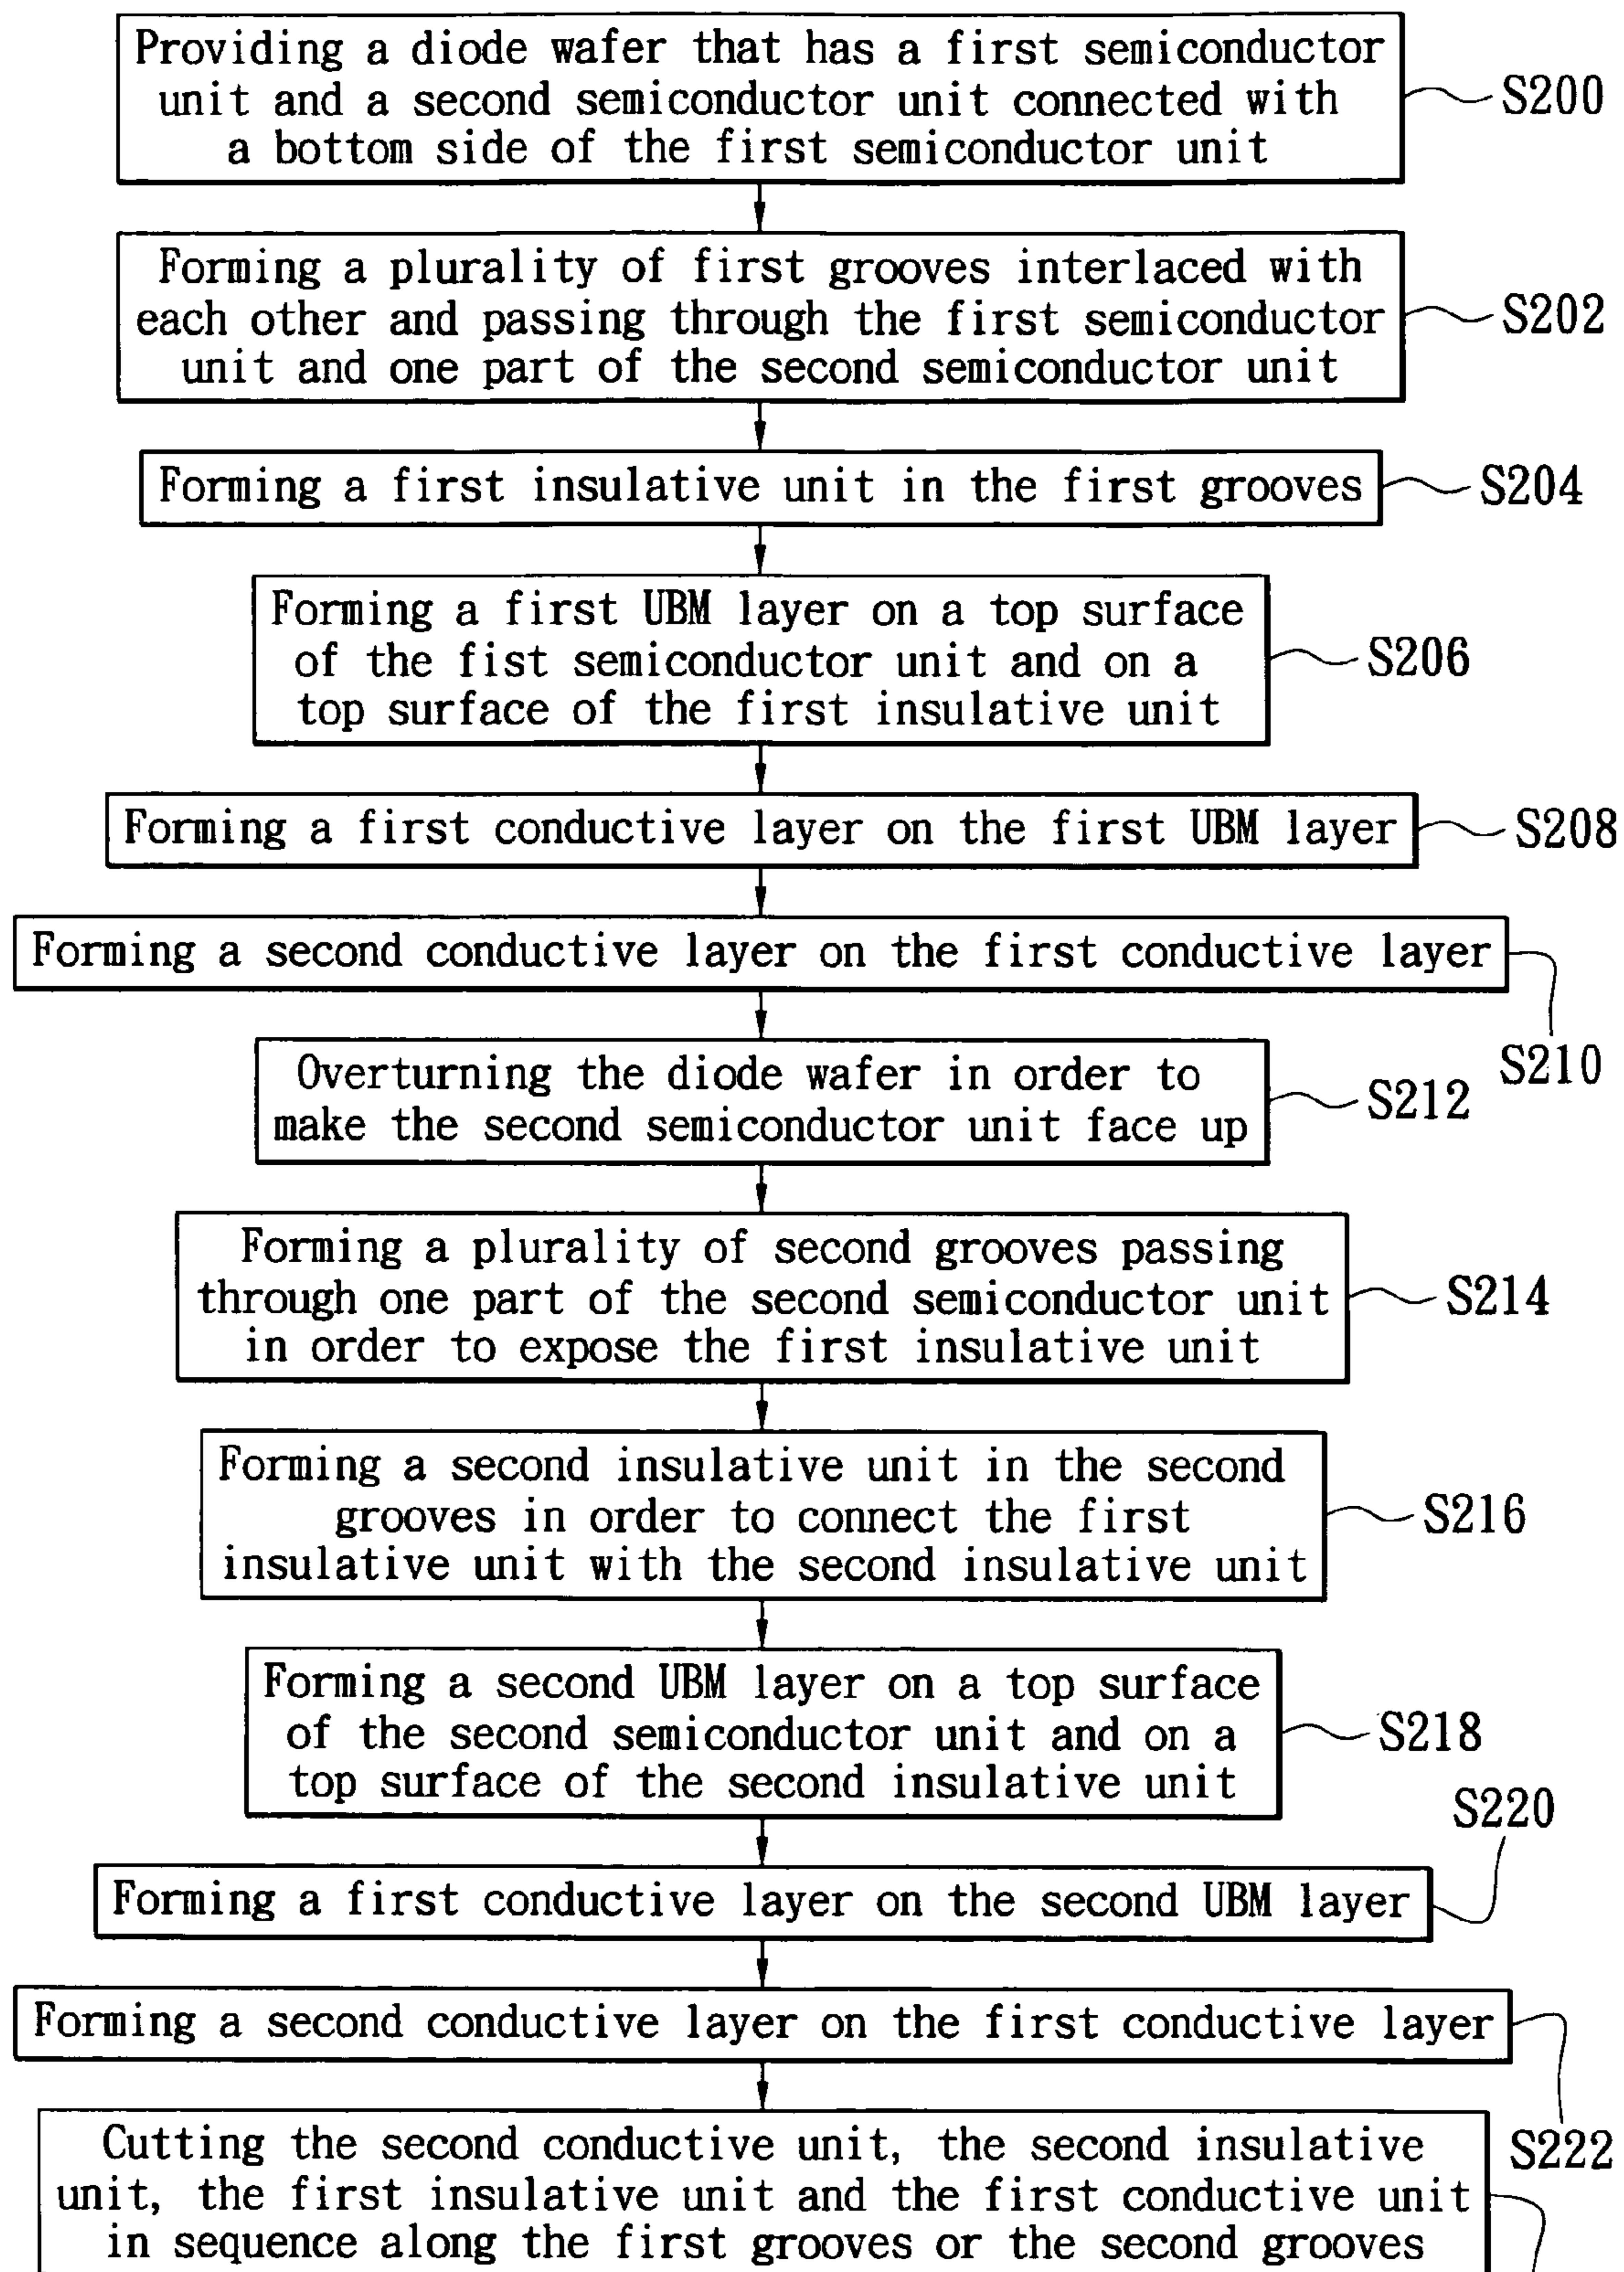 Providing a diode wafer that has a first semiconductor
unit and a second semiconductor unit connected with
a bottom side of the first semiconductor unit
S200
Forming a plurality of first grooves interlaced with
each other and passing through the first semiconductor
unit and one part of the second semiconductor unit
S202
Forming a first insulative unit in the first grooves
S204
Forming a first UBM layer on a top surface
of the fist semiconductor unit and on a
top surface of the first insulative unit
S206
Forming a first conductive layer on the first UBM layer
S208
Forming a second conductive layer on the first conductive layer
S210
Overturning the diode wafer in order to
make the second semiconductor unit face up
S212
Forming a plurality of second grooves passing
through one part of the second semiconductor unit
in order to expose the first insulative unit
S214
Forming a second insulative unit in the second
grooves in order to connect the first
insulative unit with the second insulative unit
S216
Forming a second UBM layer on a top surface
of the second semiconductor unit and on a
top surface of the second insulative unit
S218
Forming a first conductive layer on the second UBM layer
S220
Forming a second conductive layer on the first conductive layer
S222
Cutting the second conductive unit, the second insulative
unit, the first insulative unit and the first conductive unit
in sequence along the first grooves or the second grooves